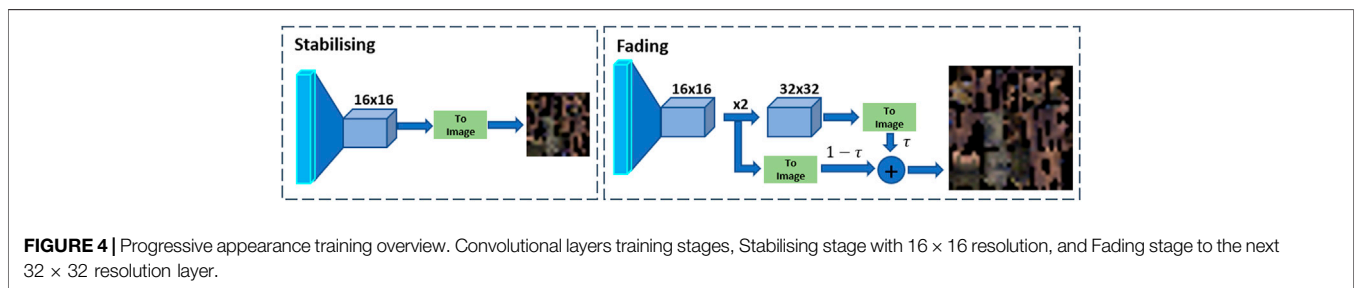 Stabilising
16x16
To
Image
Fading
16x16
x2
32x32
To
Image
τ
1 − τ
To
Image
+
FIGURE 4 | Progressive appearance training overview. Convolutional layers training stages, Stabilising stage with 16 × 16 resolution, and Fading stage to the next
32 × 32 resolution layer.